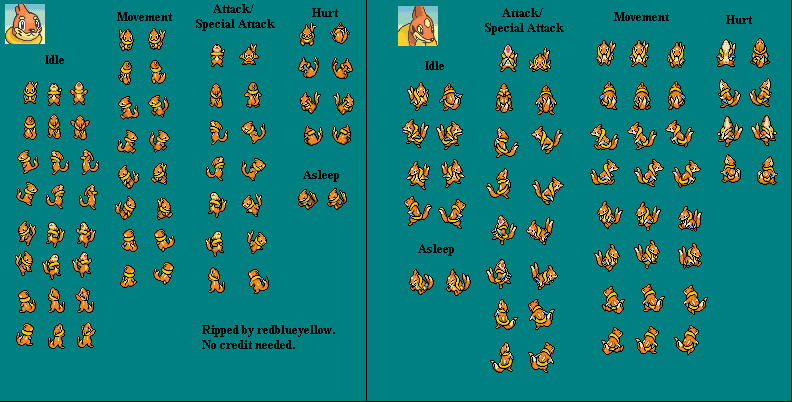 Idle
Movement
Attack/
Special Attack
Hurt
Asleep
Ripped by redblueyellow.
No credit needed.
Idle
Attack/
Special Attack
Movement
Hurt
Asleep